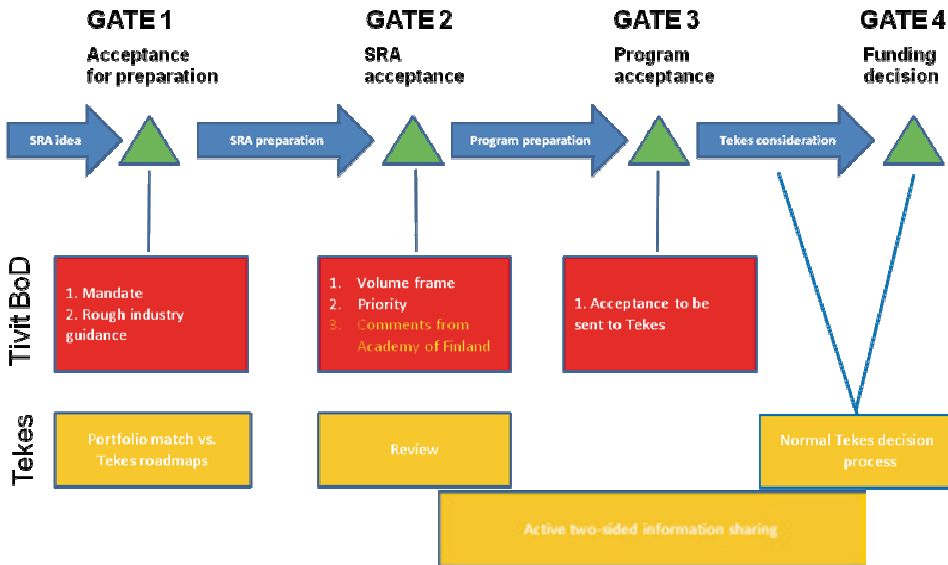 GATE 1
Acceptance
for preparation
GATE 2
SRA
acceptance
GATE 3
Program
acceptance
GATE 4
Funding
decision
SRA idea
SRA preparation
Program preparation
Tekes consideration
Tivit BoD
1. Mandate
2. Rough industry
guidance
1. Volume frame
2. Priority
3. Comments from
Academy of Finland
1. Acceptance to be
sent to Tekes
Tekes
Portfolio match vs.
Tekes roadmaps
Review
Normal Tekes decision
process
Active two-sided information sharing